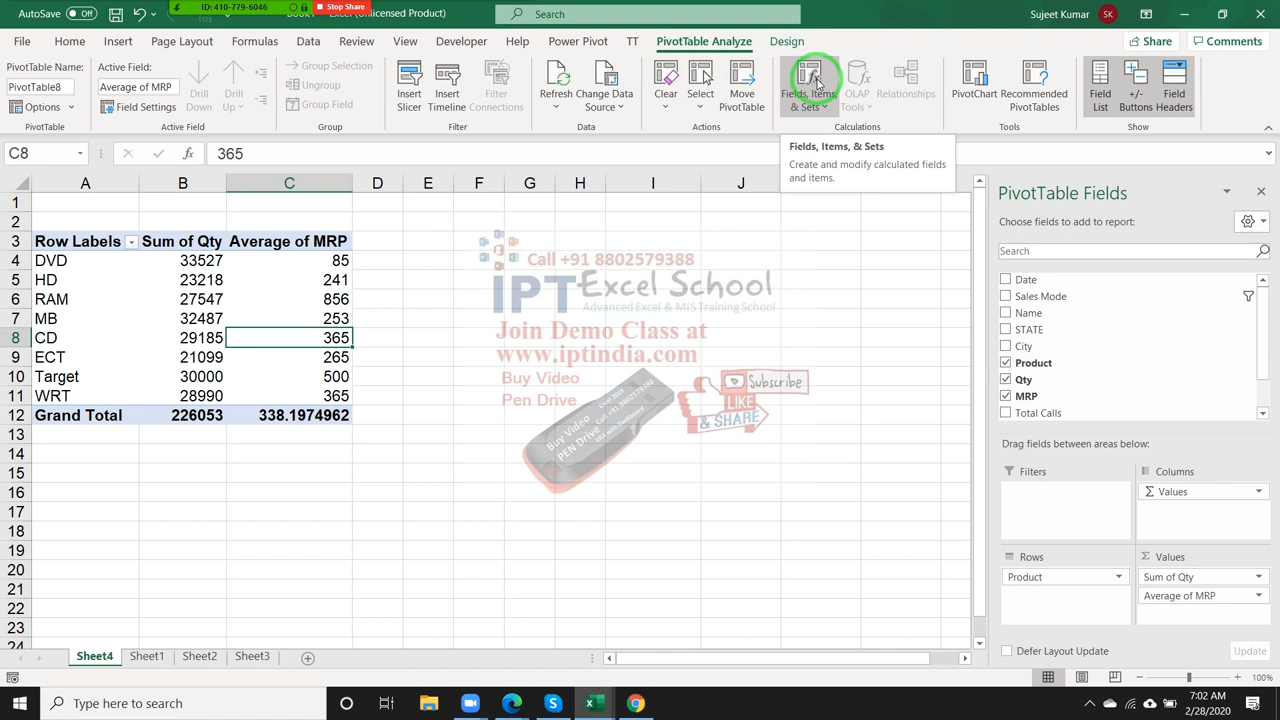 AutoSave Off
ID: 410-779-6046 Stop Share
Book1 - Excel (Unlicensed Product)
Search
Sujeet Kumar SK
File Home Insert Page Layout Formulas Data Review View Developer Help Power Pivot TT PivotTable Analyze Design Share Comments
PivotTable Name:
PivotTable8
Options
PivotTable
Active Field:
Average of MRP
Field Settings
Drill Down
Drill Up
Active Field
Group Selection
Ungroup
Group Field
Group
Insert Slicer
Insert Timeline
Filter Connections
Filter
Refresh
Change Data Source
Data
Clear
Select
Move PivotTable
Actions
Fields, Items, & Sets
OLAP Tools
Relationships
Calculations
PivotChart
Recommended PivotTables
Tools
Field List
+/- Buttons
Field Headers
Show
C8 fx 365
Fields, Items, & Sets
Create and modify calculated fields
and items.
A B C D E F G H I J
1
2
3 Row Labels Sum of Qty Average of MRP
4 DVD 33527 85
5 HD 23218 241
6 RAM 27547 856
7 MB 32487 253
8 CD 29185 365
9 ECT 21099 265
10 Target 30000 500
11 WRT 28990 365
12 Grand Total 226053 338.1974962
13
14
15
16
17
18
19
20
21
22
23
24
Call +91 8802579388
IPT Excel School
Advanced Excel & MIS Training School
Join Demo Class at
www.iptindia.com
Buy Video
Pen Drive
Buy Video
PEN Drive
Subscribe
LIKE
& SHARE
PivotTable Fields
Choose fields to add to report:
Search
Date
Sales Mode
Name
STATE
City
Product
Qty
MRP
Total Calls
Drag fields between areas below:
Filters
Columns
Σ Values
Rows
Product
Σ Values
Sum of Qty
Average of MRP
Defer Layout Update Update
Sheet4 Sheet1 Sheet2 Sheet3
100%
Type here to search
7:02 AM
2/28/2020